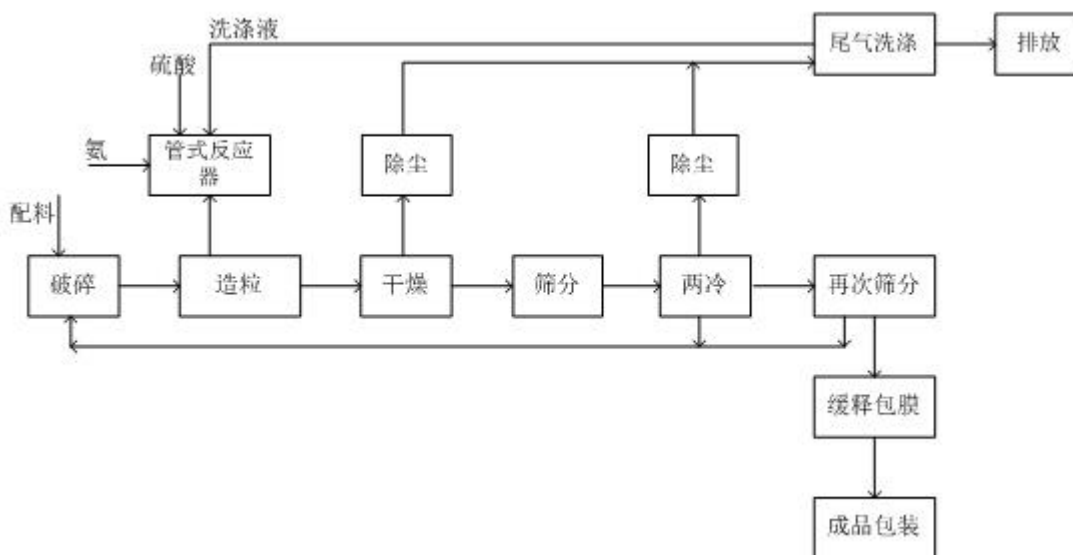 洗涤液
尾气洗涤
排放
硫酸
氨
管式反应
器
除尘
除尘
配料
破碎
造粒
干燥
筛分
两冷
再次筛分
缓释包膜
成品包装